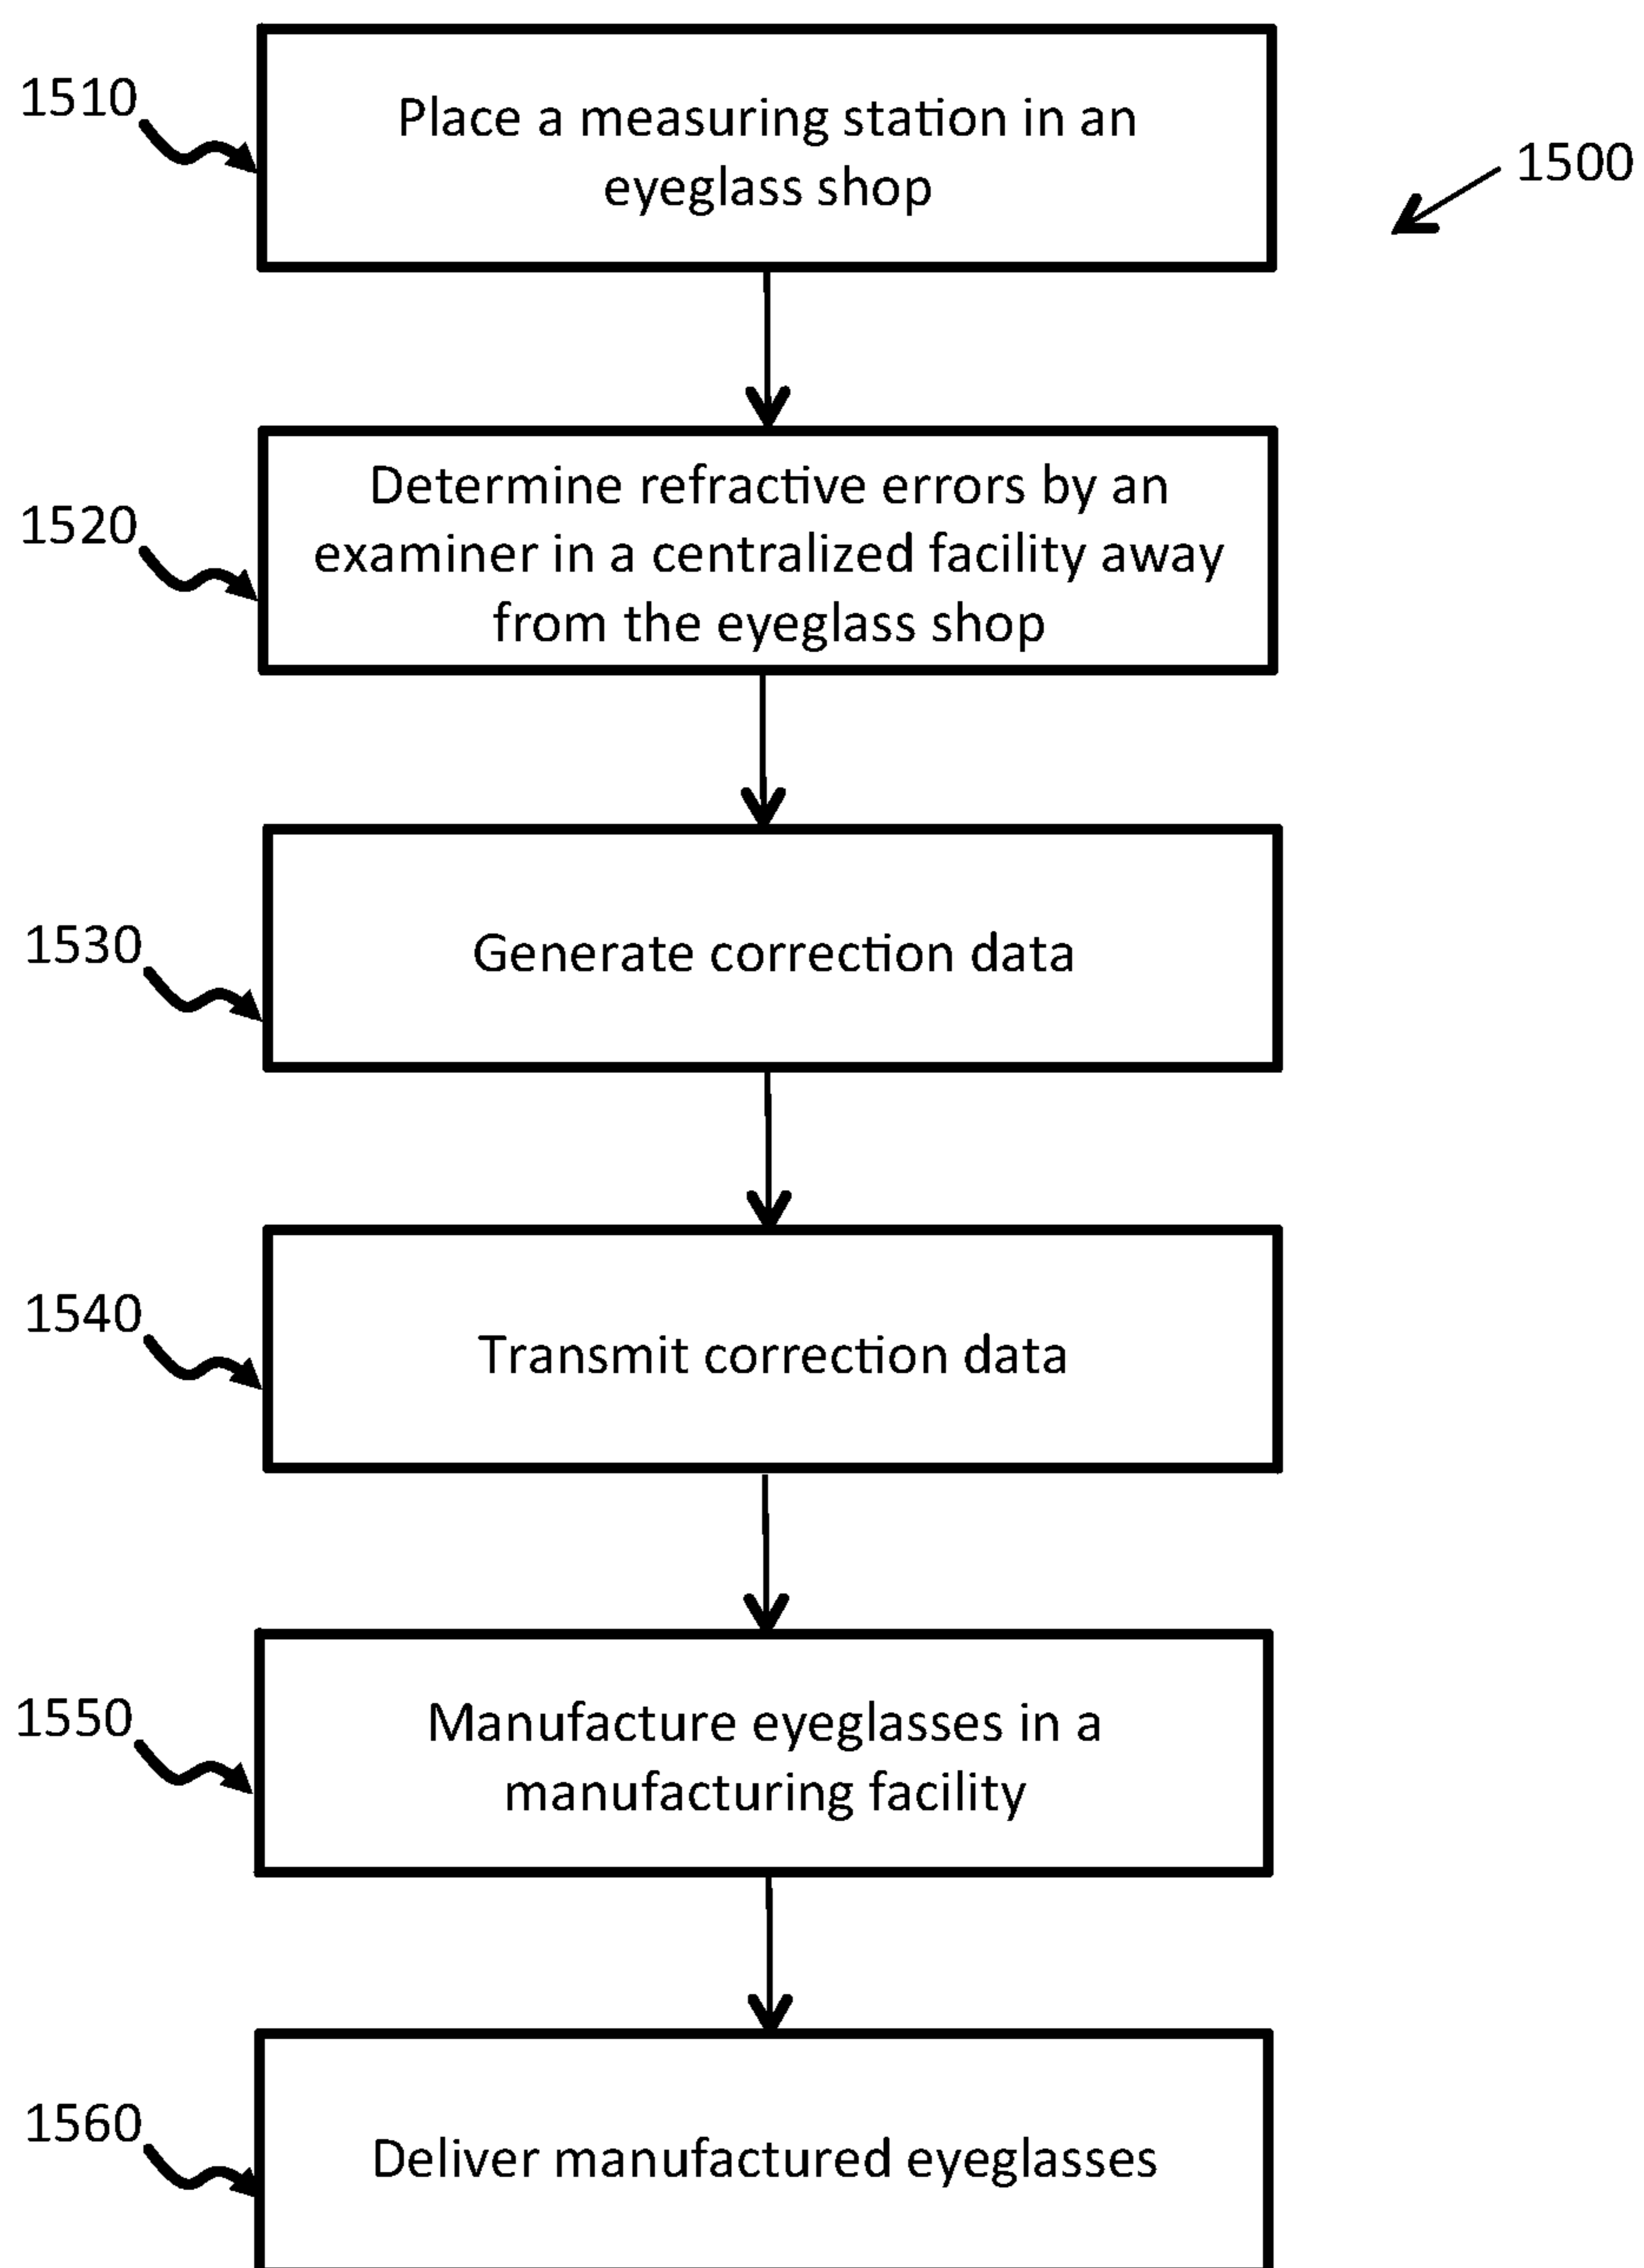 1510
Place a measuring station in an
eyeglass shop
1500
1520
Determine refractive errors by an
examiner in a centralized facility away
from the eyeglass shop
1530
Generate correction data
1540
Transmit correction data
1550
Manufacture eyeglasses in a
manufacturing facility
1560
Deliver manufactured eyeglasses